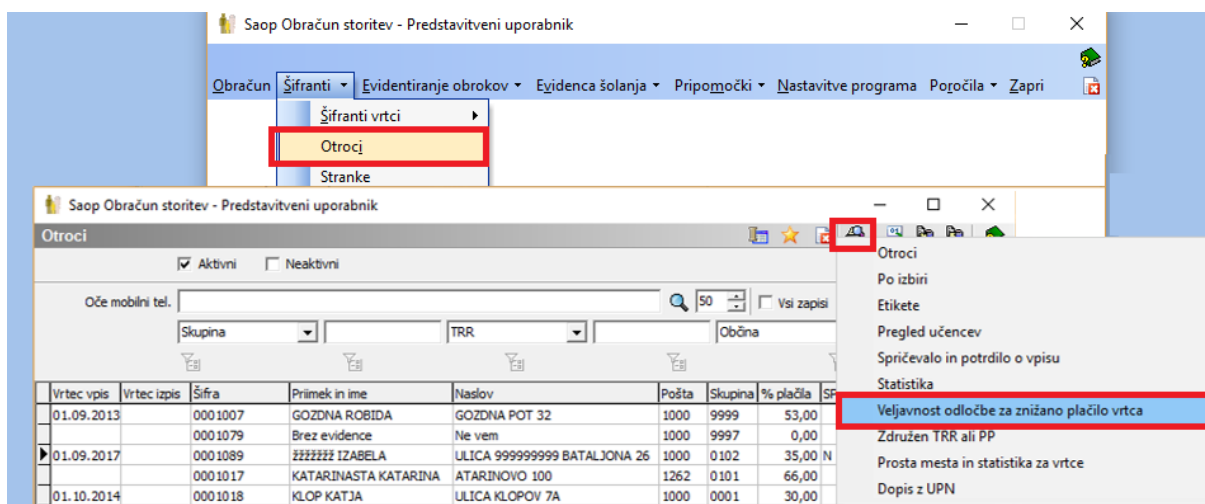 Saop Obračun storitev - Predstavitveni uporabnik
Obračun Šifranti Evidentiranje obrokov Evidenca šolanja Pripomočki Nastavitve programa Poročila Zapri
Šifranti vrtci
Otroci
Stranke
Saop Obračun storitev - Predstavitveni uporabnik
Otroci
Aktivni Neaktivni
Oče mobilni tel. 50 Vsi zapisi
Skupina TRR Občina
Vrtec vpis Vrtec izpis Šifra Priimek in ime Naslov Pošta Skupina % plačila
01.09.2013 0001007 GOZDNA ROBIDA GOZDNA POT 32 1000 9999 53,00
0001079 Brez evidence Ne vem 1000 9997 0,00
01.09.2017 0001089 žžžžžžž IZABELA ULICA 999999999 BATALJONA 26 1000 0102 35,00 N
0001017 KATARINASTA KATARINA ATARINOVO 100 1262 0101 66,00
01.10.2014 0001018 KLOP KATJA ULICA KLOPOV 7A 1000 0001 30,00
Otroci
Po izbiri
Etikete
Pregled učencev
Spričevalo in potrdilo o vpisu
Statistika
Veljavnost odločbe za znižano plačilo vrtca
Združen TRR ali PP
Prosta mesta in statistika za vrtce
Dopis z UPN